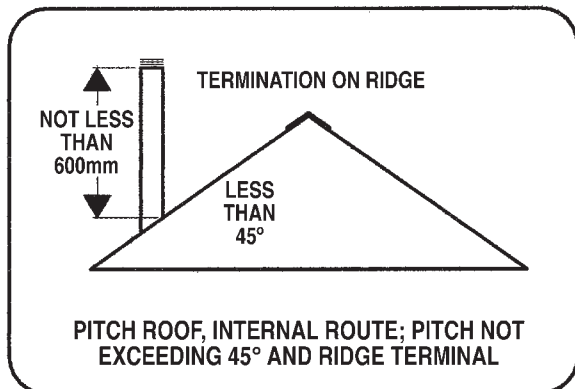 TERMINATION ON RIDGE
NOT LESS
THAN
600mm
LESS
THAN
45°
PITCH ROOF, INTERNAL ROUTE; PITCH NOT
EXCEEDING 45° AND RIDGE TERMINAL